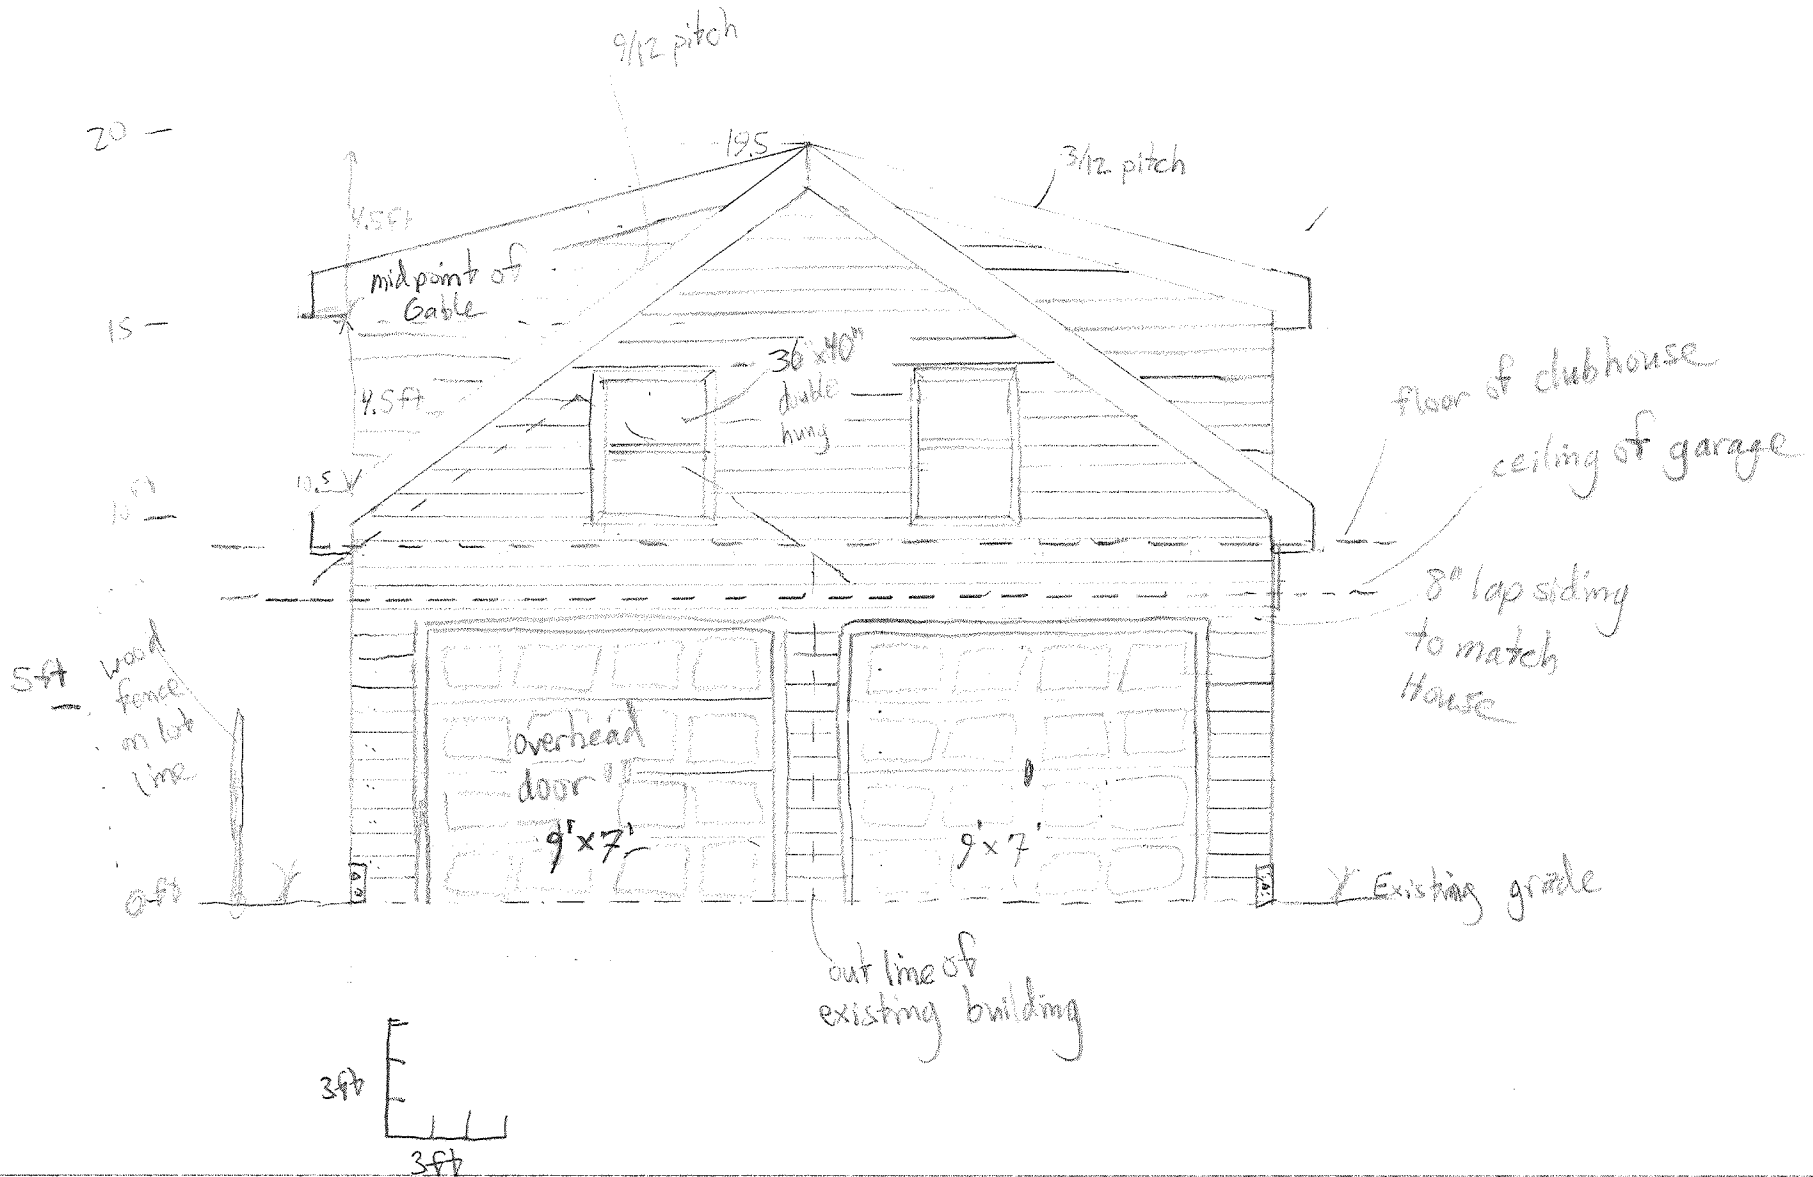 9/12 pitch
20
19.5
3/12 pitch
4.5ft
midpoint of
Gable
15
36"x40"
double
hung
4.5ft
floor of clubhouse
ceiling of garage
10.5
10ft
8" lap siding
to match
House
5ft
wood
fence
on lot
line
overhead
door
9'x7'
9'x7'
0ft
Existing grade
out line of
existing building
3ft
3ft